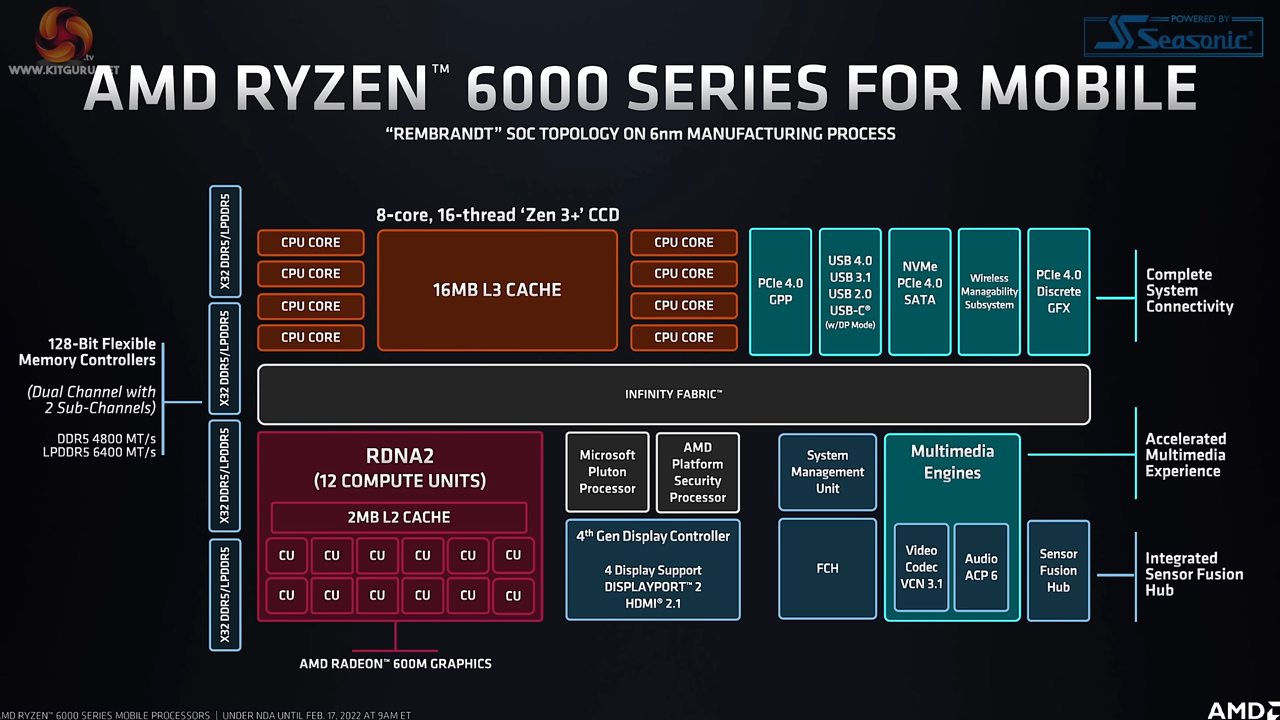 .tv
WWW.KITGURU.NET
POWERED BY
Seasonic®
AMD RYZEN™ 6000 SERIES FOR MOBILE
“REMBRANDT” SOC TOPOLOGY ON 6nm MANUFACTURING PROCESS
128-Bit Flexible
Memory Controllers
(Dual Channel with
2 Sub-Channels)
DDR5 4800 MT/s
LPDDR5 6400 MT/s
X32 DDR5/LPDDR5
X32 DDR5/LPDDR5
X32 DDR5/LPDDR5
X32 DDR5/LPDDR5
8-core, 16-thread ‘Zen 3+’ CCD
CPU CORE
CPU CORE
CPU CORE
CPU CORE
16MB L3 CACHE
CPU CORE
CPU CORE
CPU CORE
CPU CORE
PCIe 4.0
GPP
USB 4.0
USB 3.1
USB 2.0
USB-C®
(w/DP Mode)
NVMe
PCIe 4.0
SATA
Wireless
Managability
Subsystem
PCIe 4.0
Discrete
GFX
Complete
System
Connectivity
INFINITY FABRIC™
RDNA2
(12 COMPUTE UNITS)
2MB L2 CACHE
CU CU CU CU CU CU
CU CU CU CU CU CU
AMD RADEON™ 600M GRAPHICS
Microsoft
Pluton
Processor
AMD
Platform
Security
Processor
4th Gen Display Controller
4 Display Support
DISPLAYPORT™ 2
HDMI® 2.1
System
Management
Unit
FCH
Multimedia
Engines
Video
Codec
VCN 3.1
Audio
ACP 6
Sensor
Fusion
Hub
Accelerated
Multimedia
Experience
Integrated
Sensor Fusion
Hub
AMD RYZEN™ 6000 SERIES MOBILE PROCESSORS | UNDER NDA UNTIL FEB. 17, 2022 AT 9AM ET
AMD